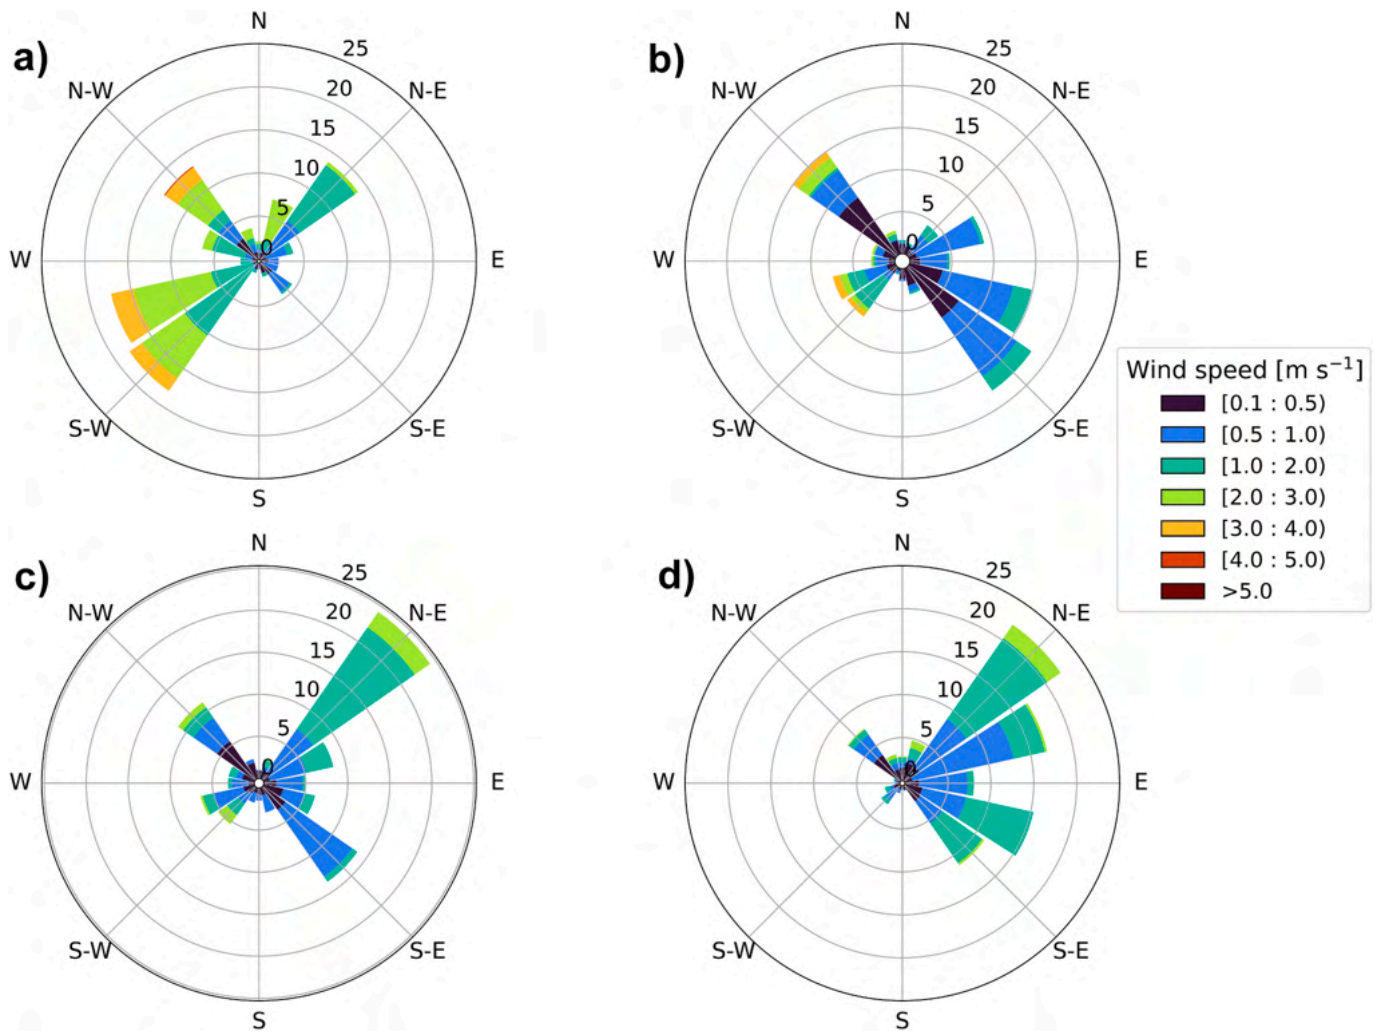 a)
N
N-E
E
S-E
S
S-W
W
N-W
0
5
10
15
20
25
b)
N
N-E
E
S-E
S
S-W
W
N-W
0
5
10
15
20
25
Wind speed [m s⁻¹]
[0.1 : 0.5)
[0.5 : 1.0)
[1.0 : 2.0)
[2.0 : 3.0)
[3.0 : 4.0)
[4.0 : 5.0)
>5.0
c)
N
N-E
E
S-E
S
S-W
W
N-W
0
5
10
15
20
25
d)
N
N-E
E
S-E
S
S-W
W
N-W
0
5
10
15
20
25